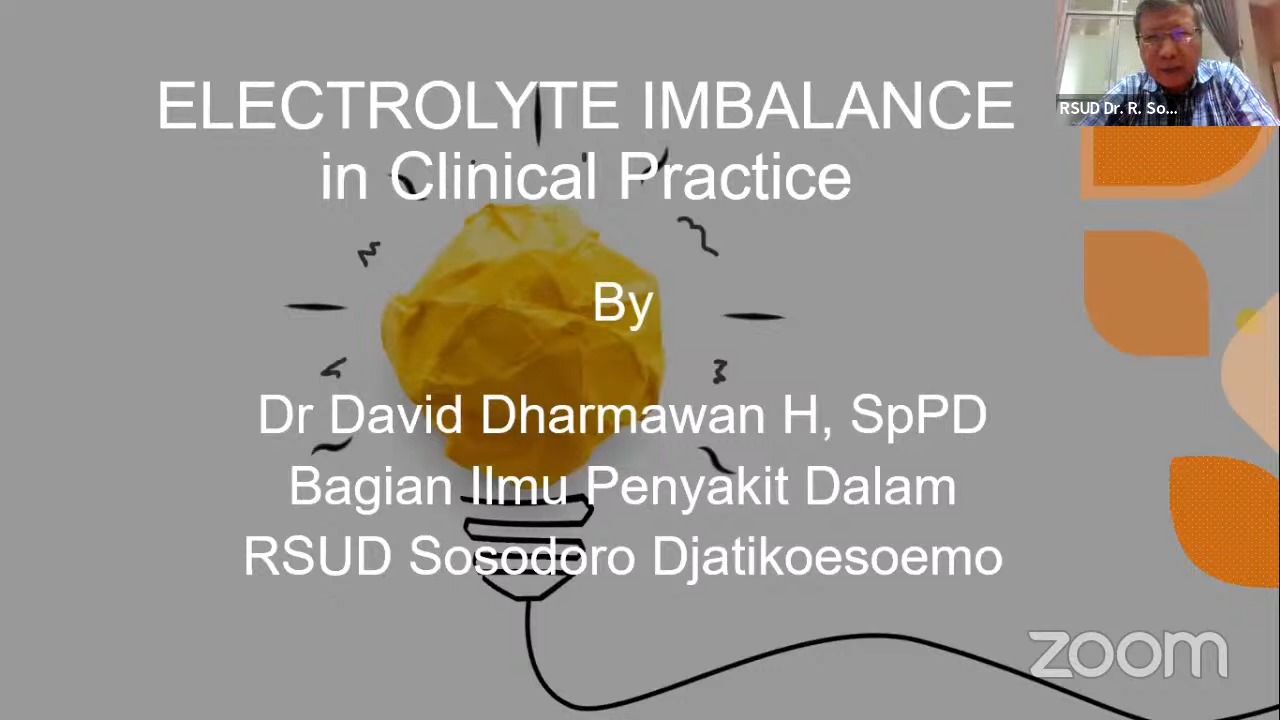 ELECTROLYTE IMBALANCE
in Clinical Practice
By
Dr David Dharmawan H, SpPD
Bagian Ilmu Penyakit Dalam
RSUD Sosodoro Djatikoesoemo
RSUD Dr. R. So...
zoom